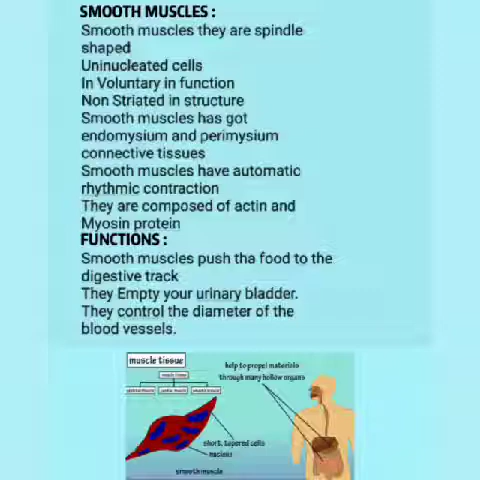 SMOOTH MUSCLES :
Smooth muscles they are spindle
shaped
Uninucleated cells
In Voluntary in function
Non Striated in structure
Smooth muscles has got
endomysium and perimysium
connective tissues
Smooth muscles have automatic
rhythmic contraction
They are composed of actin and
Myosin protein
FUNCTIONS :
Smooth muscles push tha food to the
digestive track
They Empty your urinary bladder.
They control the diameter of the
blood vessels.
muscle tissue
help to propel materials
through many hollow organs
short, tapered cells
nucleus
smooth muscle